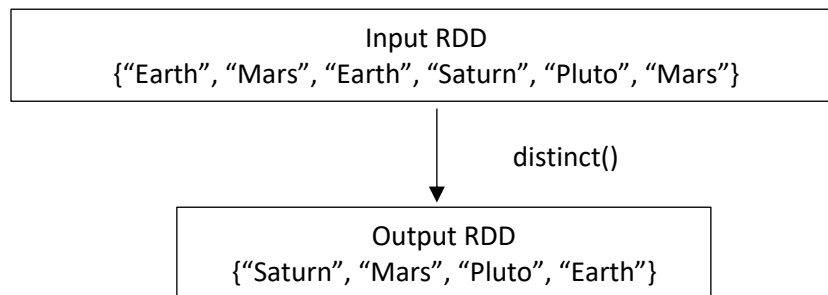 Input RDD
{“Earth”, “Mars”, “Earth”, “Saturn”, “Pluto”, “Mars”}
distinct()
Output RDD
{“Saturn”, “Mars”, “Pluto”, “Earth”}